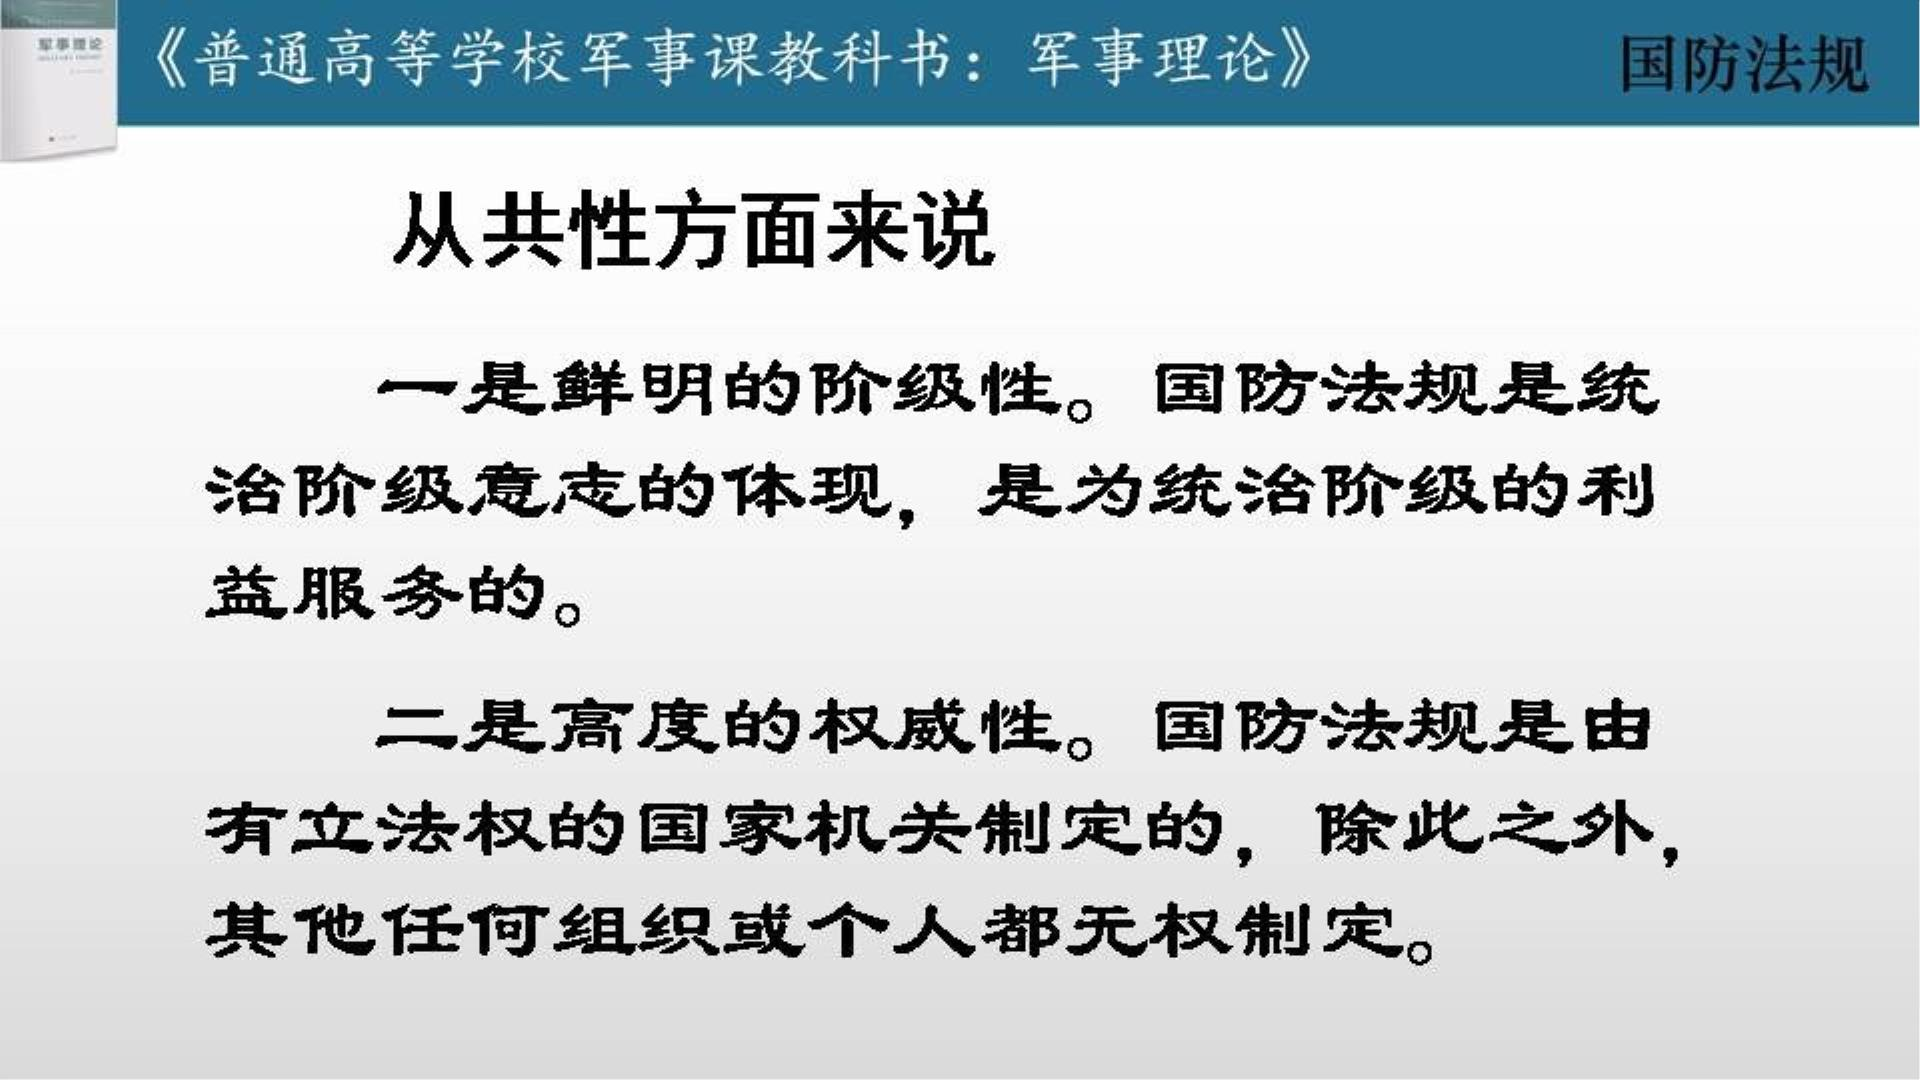 军事理论
《普通高等学校军事课教科书：军事理论》
国防法规
从共性方面来说
一是鲜明的阶级性。国防法规是统
治阶级意志的体现，是为统治阶级的利
益服务的。
二是高度的权威性。国防法规是由
有立法权的国家机关制定的，除此之外，
其他任何组织或个人都无权制定。